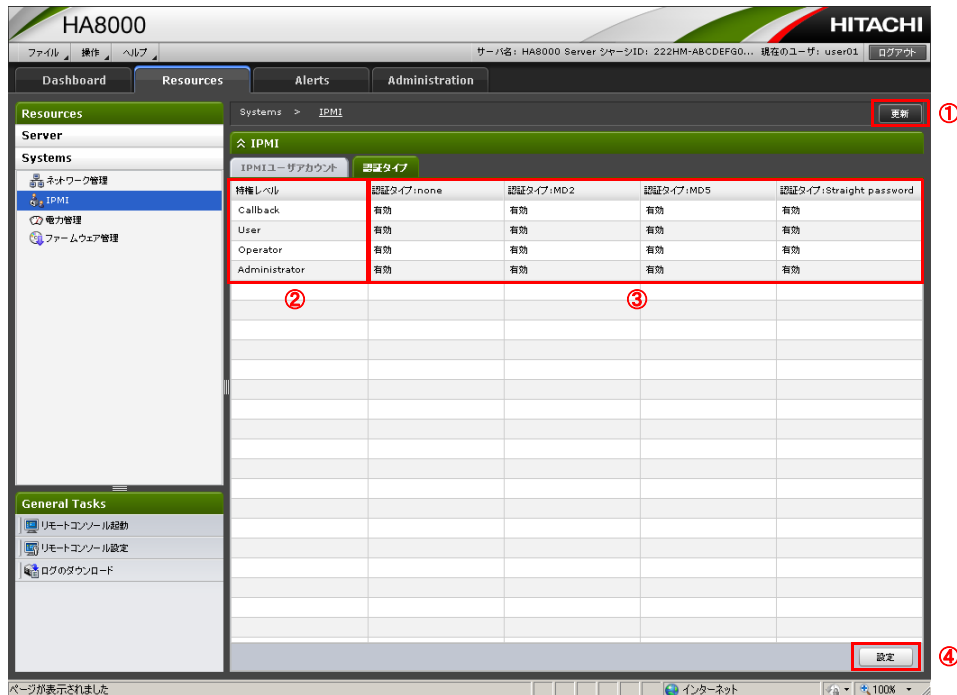 HA8000
HITACHI
ファイル 操作 ヘルプ サーバ名: HA8000 Server シャーシID: 222HM-ABCDEFG0... 現在のユーザ: user01 ログアウト
Dashboard Resources Alerts Administration
Resources
Server
Systems
ネットワーク管理
IPMI
電力管理
ファームウェア管理
General Tasks
リモートコンソール起動
リモートコンソール設定
ログのダウンロード
Systems > IPMI
更新
①
IPMI
IPMIユーザアカウント 認証タイプ
特権レベル 認証タイプ:none 認証タイプ:MD2 認証タイプ:MD5 認証タイプ:Straight password
Callback 有効 有効 有効 有効
User 有効 有効 有効 有効
Operator 有効 有効 有効 有効
Administrator 有効 有効 有効 有効
② ③
設定
④
ページが表示されました インターネット 100%